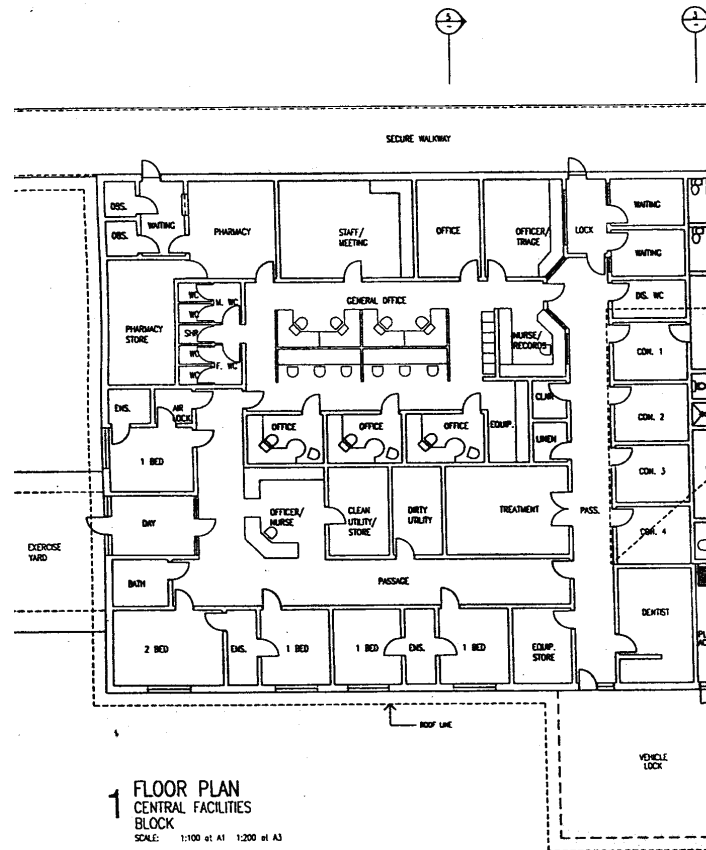 5
3
SECURE WALKWAY
OBS.
WAITING
OBS.
PHARMACY
STAFF/
MEETING
OFFICE
OFFICER/
TRIAGE
LOCK
WAITING
WAITING
DIS. WC
GENERAL OFFICE
WC
M. WC
WC
SHR
WC
F. WC
WC
PHARMACY
STORE
NURSE/
RECORDS
CON. 1
CON. 2
CON. 3
CON. 4
ENS.
AIR
LOCK
OFFICE
OFFICE
OFFICE
EQUIP.
CLNR
LINEN
1 BED
DAY
OFFICER/
NURSE
CLEAN
UTILITY/
STORE
DIRTY
UTILITY
TREATMENT
PASS.
EXERCISE
YARD
BATH
PASSAGE
DENTIST
2 BED
ENS.
1 BED
1 BED
ENS.
1 BED
EQUIP.
STORE
ROOF LINE
VEHICLE
LOCK
1 FLOOR PLAN
CENTRAL FACILITIES
BLOCK
SCALE: 1:100 at A1 1:200 at A3